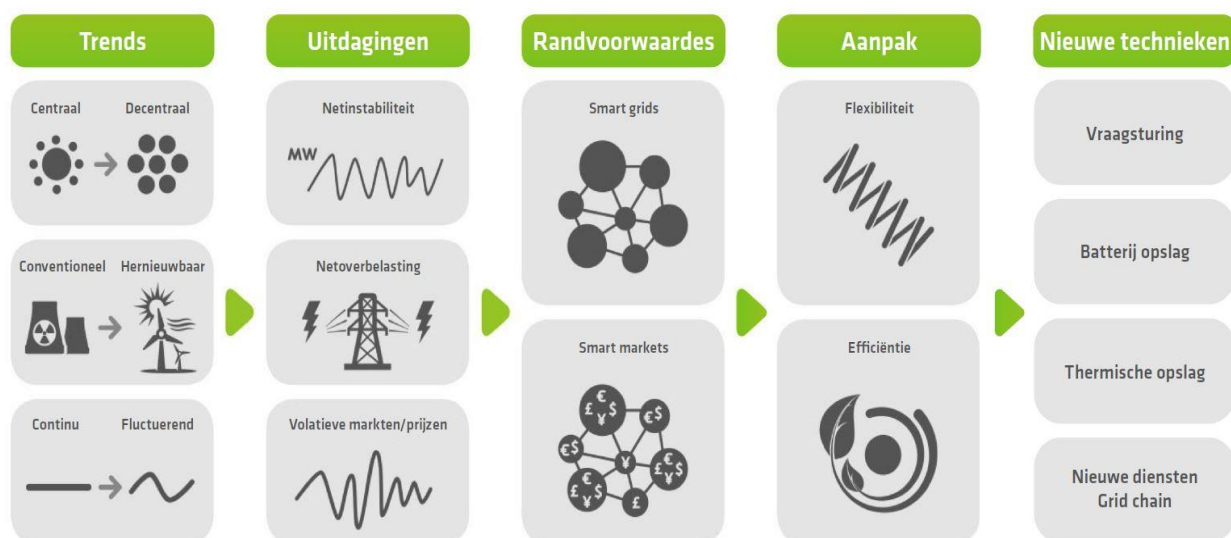 Trends
Centraal
Decentraal
Conventioneel
Hernieuwbaar
Continu
Fluctuerend
Uitdagingen
Netinstabiliteit
MW
Netoverbelasting
Volatieve markten/prijzen
Randvoorwaardes
Smart grids
Smart markets
€
£ $
¥
€$
€$
¥
€
£ $
¥
€
£ $
¥
£
Aanpak
Flexibiliteit
Efficiëntie
Nieuwe technieken
Vraagsturing
Batterij opslag
Thermische opslag
Nieuwe diensten
Grid chain